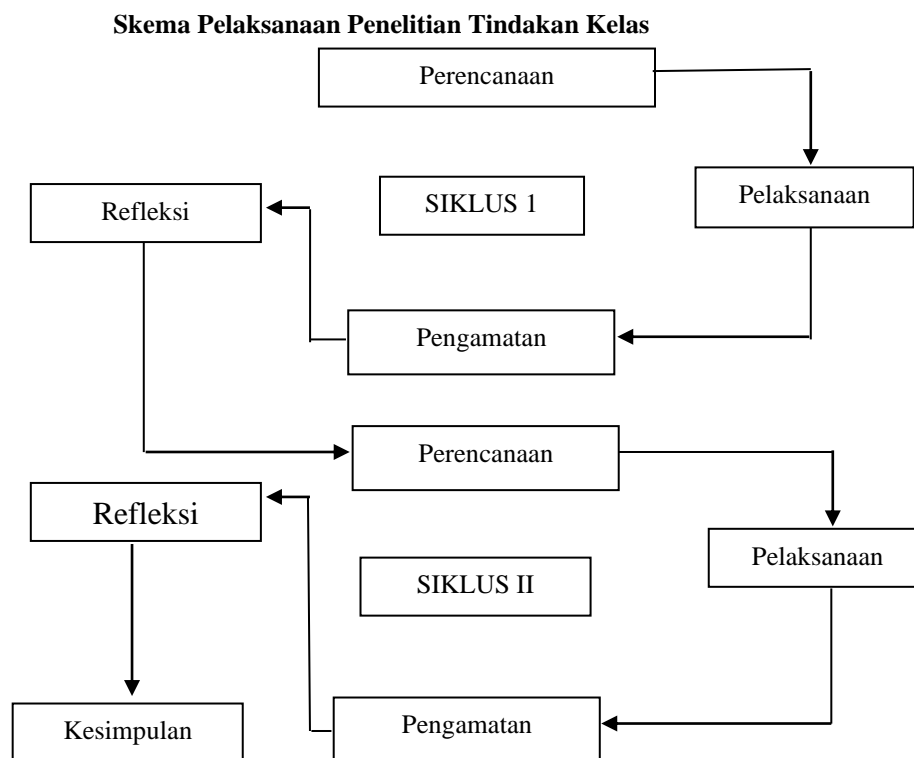 Skema Pelaksanaan Penelitian Tindakan Kelas
Perencanaan
Pelaksanaan
SIKLUS 1
Refleksi
Pengamatan
Perencanaan
Refleksi
Pelaksanaan
SIKLUS II
Pengamatan
Kesimpulan